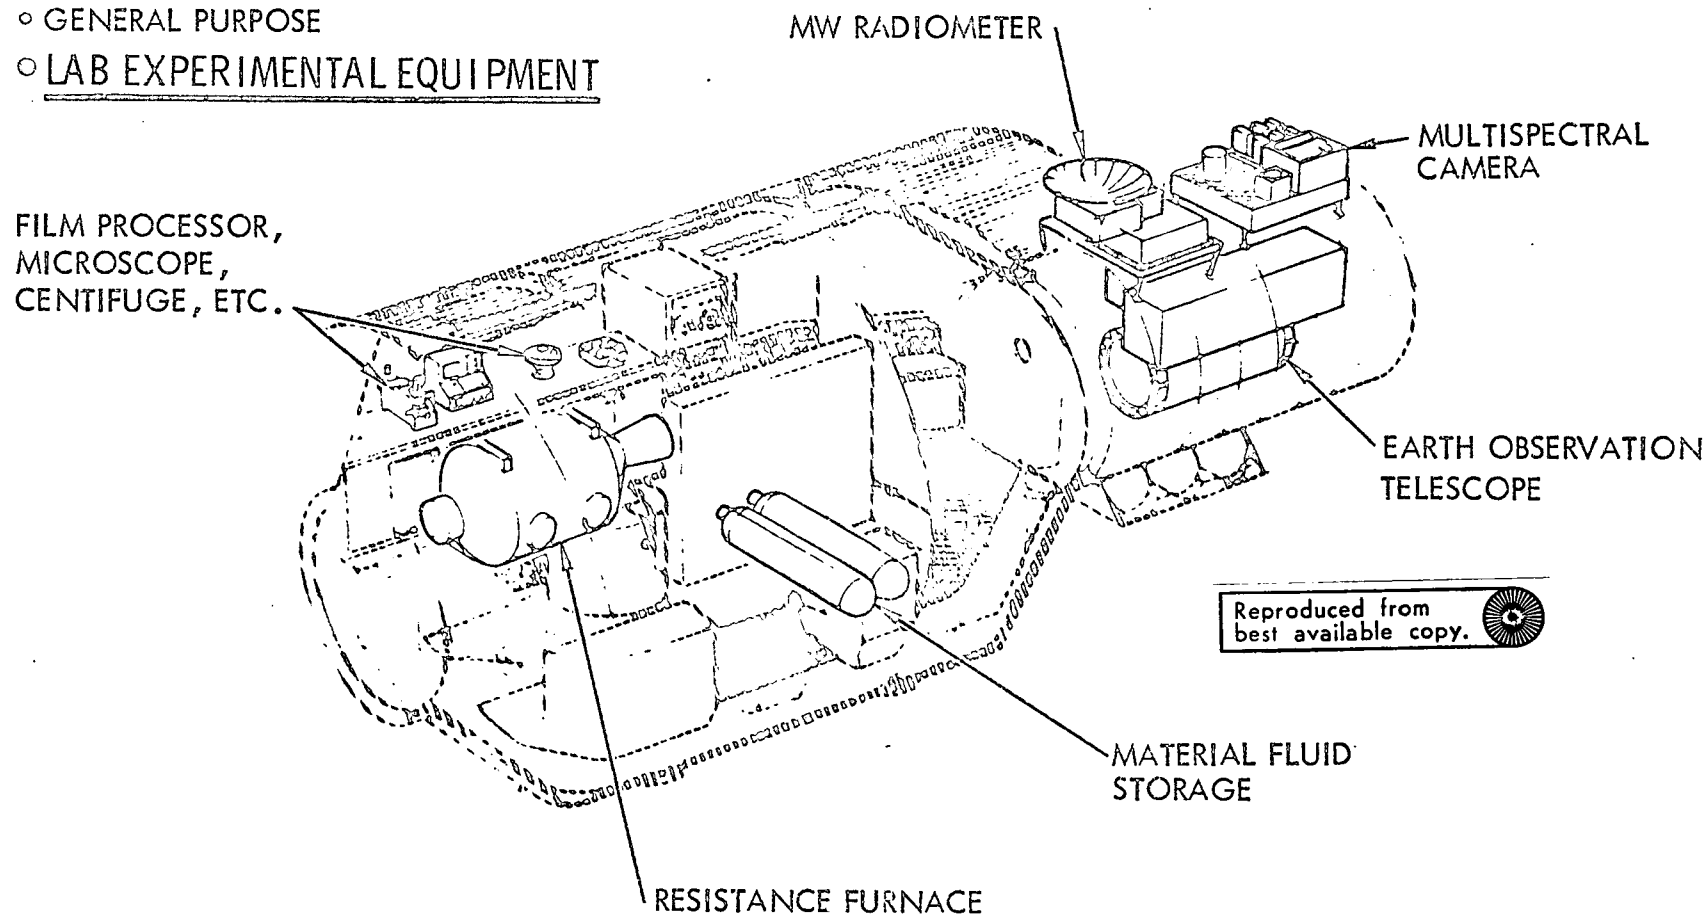 ○ GENERAL PURPOSE
○ LAB EXPERIMENTAL EQUIPMENT
MW RADIOMETER
MULTISPECTRAL
CAMERA
FILM PROCESSOR,
MICROSCOPE,
CENTIFUGE, ETC.
EARTH OBSERVATION
TELESCOPE
Reproduced from
best available copy.
MATERIAL FLUID
STORAGE
RESISTANCE FURNACE